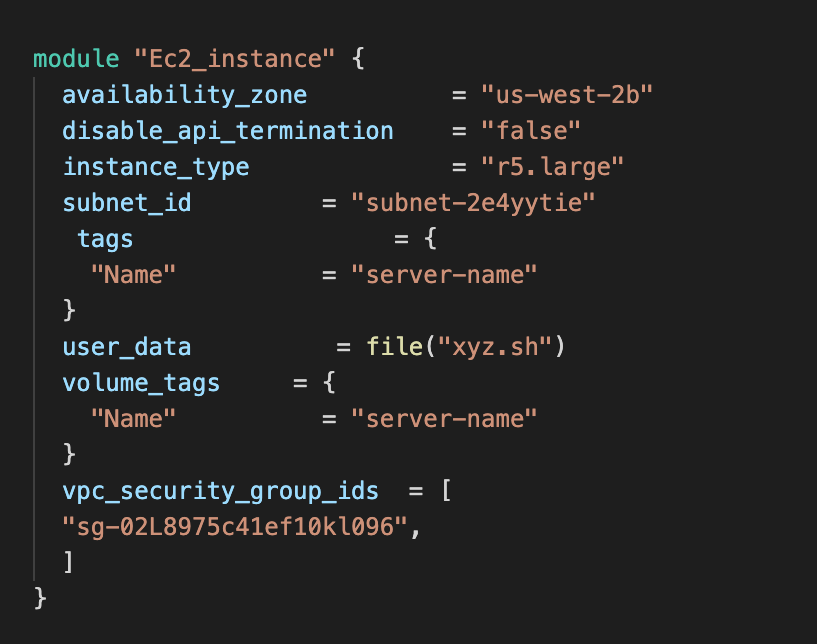 module "Ec2_instance" {
  availability_zone          = "us-west-2b"
  disable_api_termination    = "false"
  instance_type              = "r5.large"
  subnet_id         = "subnet-2e4yytie"
   tags                  = {
    "Name"          = "server-name"
  }
  user_data          = file("xyz.sh")
  volume_tags     = {
    "Name"          = "server-name"
  }
  vpc_security_group_ids  = [
  "sg-02L8975c41ef10kl096",
  ]
}